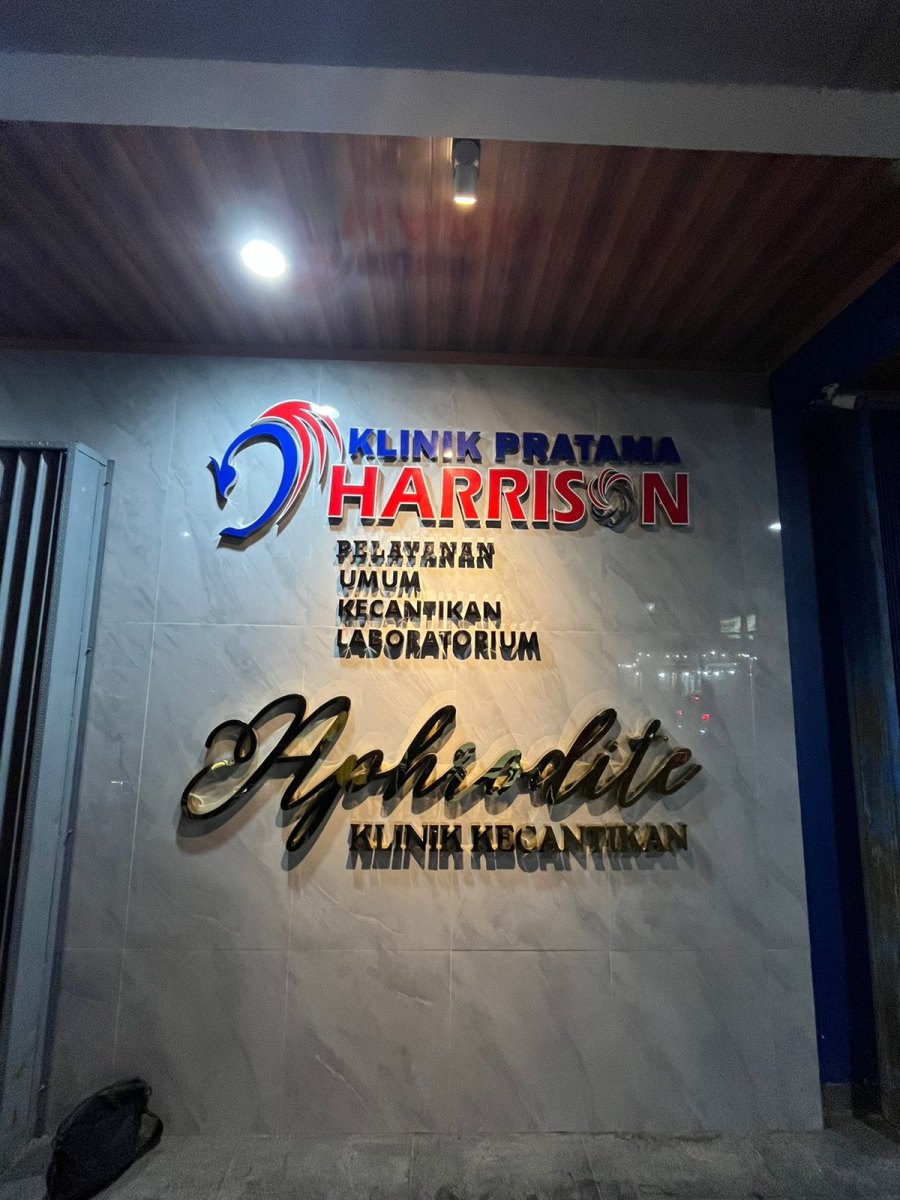 KLINIK PRATAMA
HARRISON
PELAYANAN
UMUM
KECANTIKAN
LABORATORIUM
Aphrodite
KLINIK KECANTIKAN